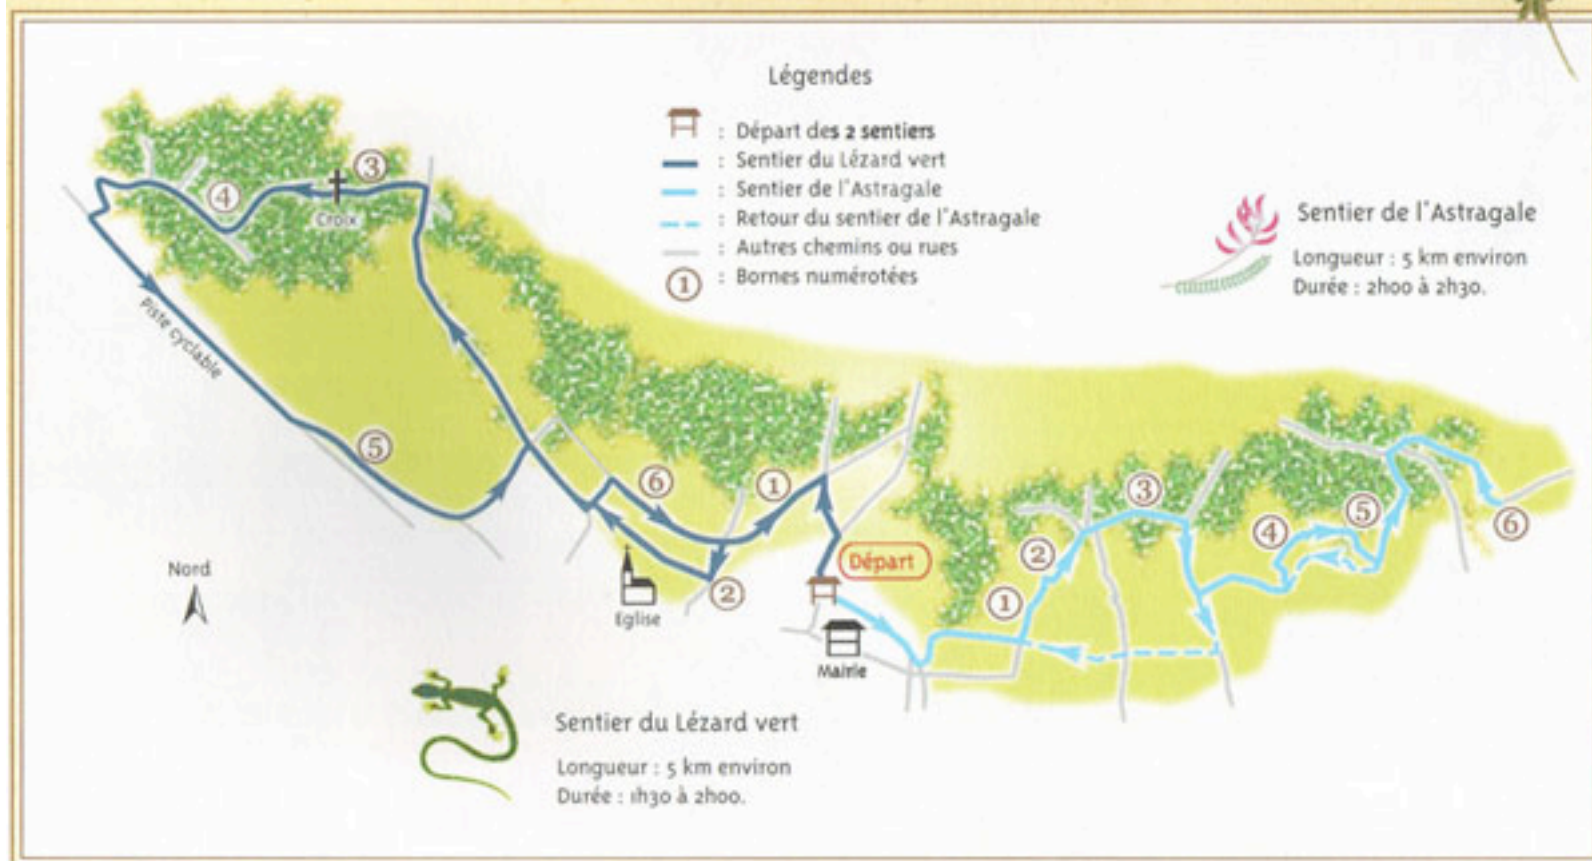 Légendes
: Départ des 2 sentiers
: Sentier du Lézard vert
: Sentier de l'Astragale
: Retour du sentier de l'Astragale
: Autres chemins ou rues
① : Bornes numérotées
Sentier de l'Astragale
Longueur : 5 km environ
Durée : 2h00 à 2h30.
③
④
Croix
Piste cyclable
⑤
⑥
①
②
Eglise
Départ
Mairie
①
②
③
④
⑤
⑥
Nord
Sentier du Lézard vert
Longueur : 5 km environ
Durée : 1h30 à 2h00.